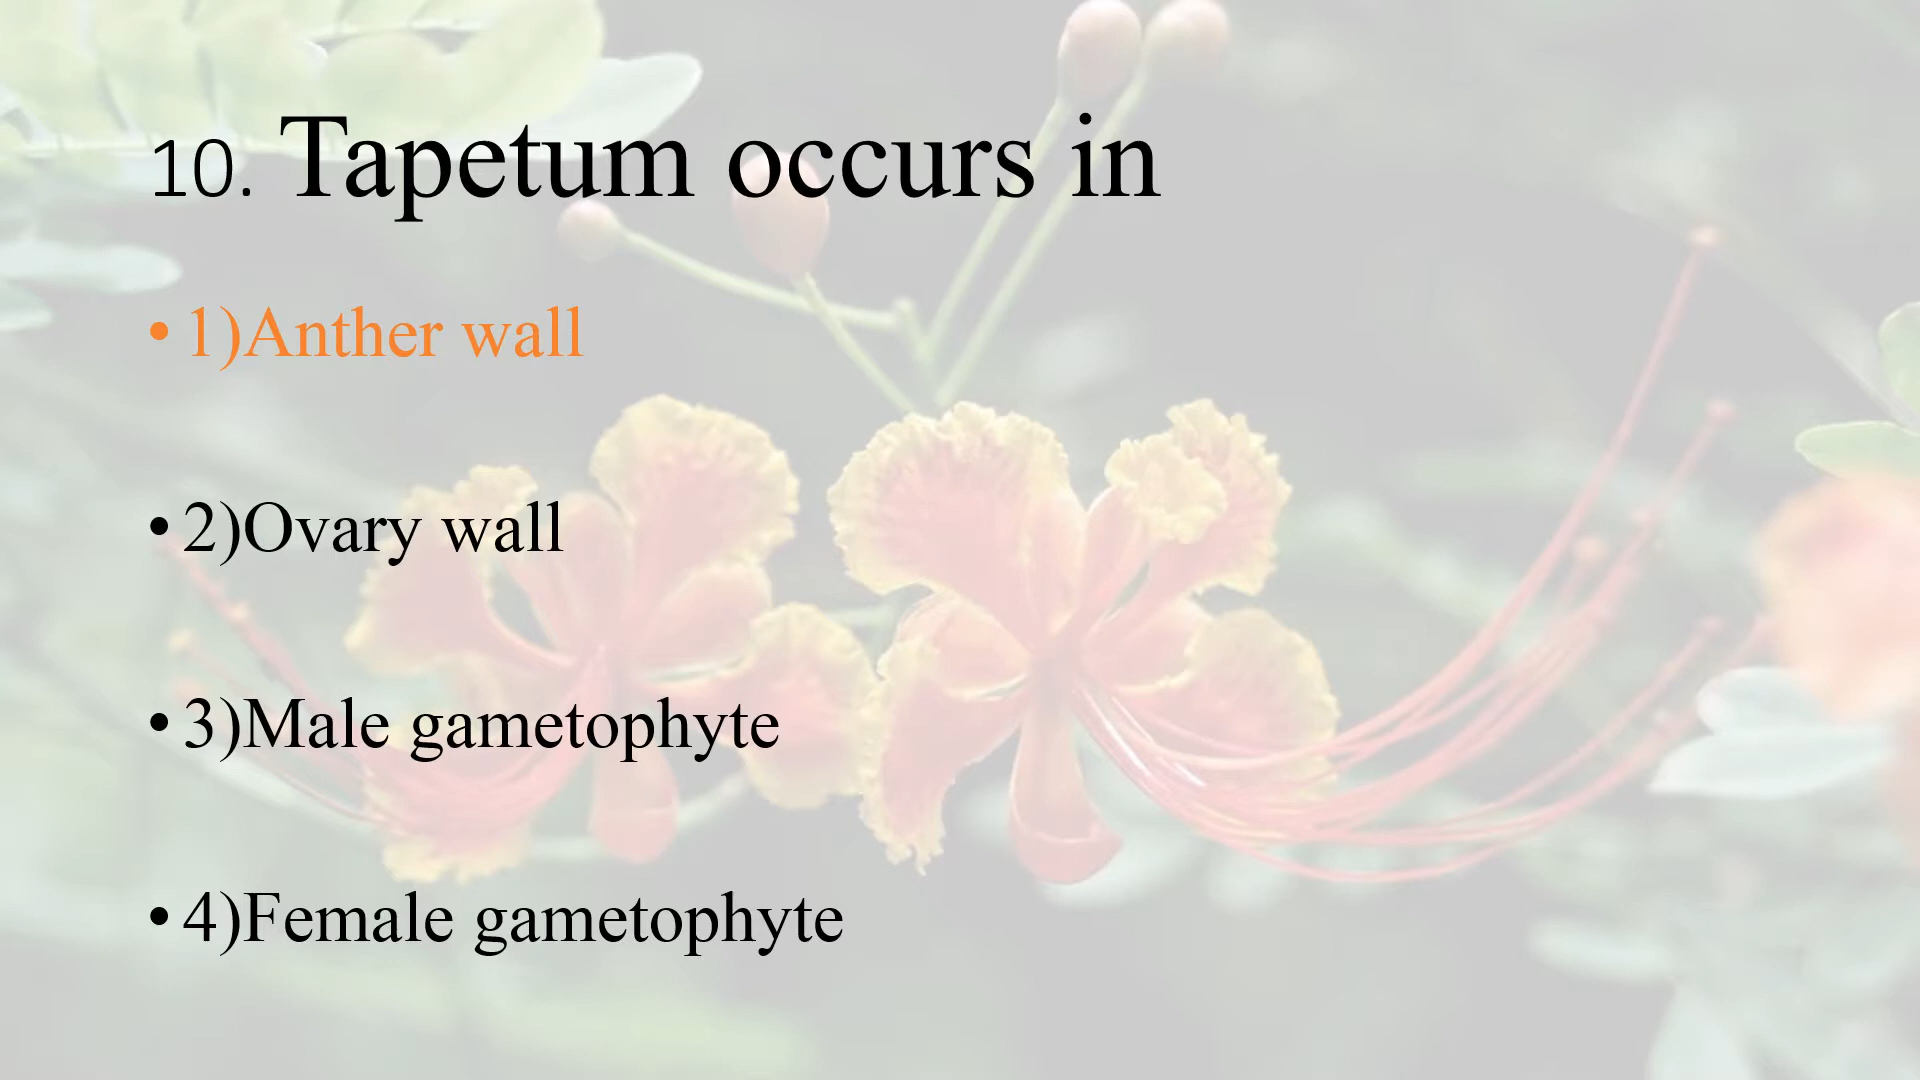 10. Tapetum occurs in
• 1)Anther wall
• 2)Ovary wall
• 3)Male gametophyte
• 4)Female gametophyte